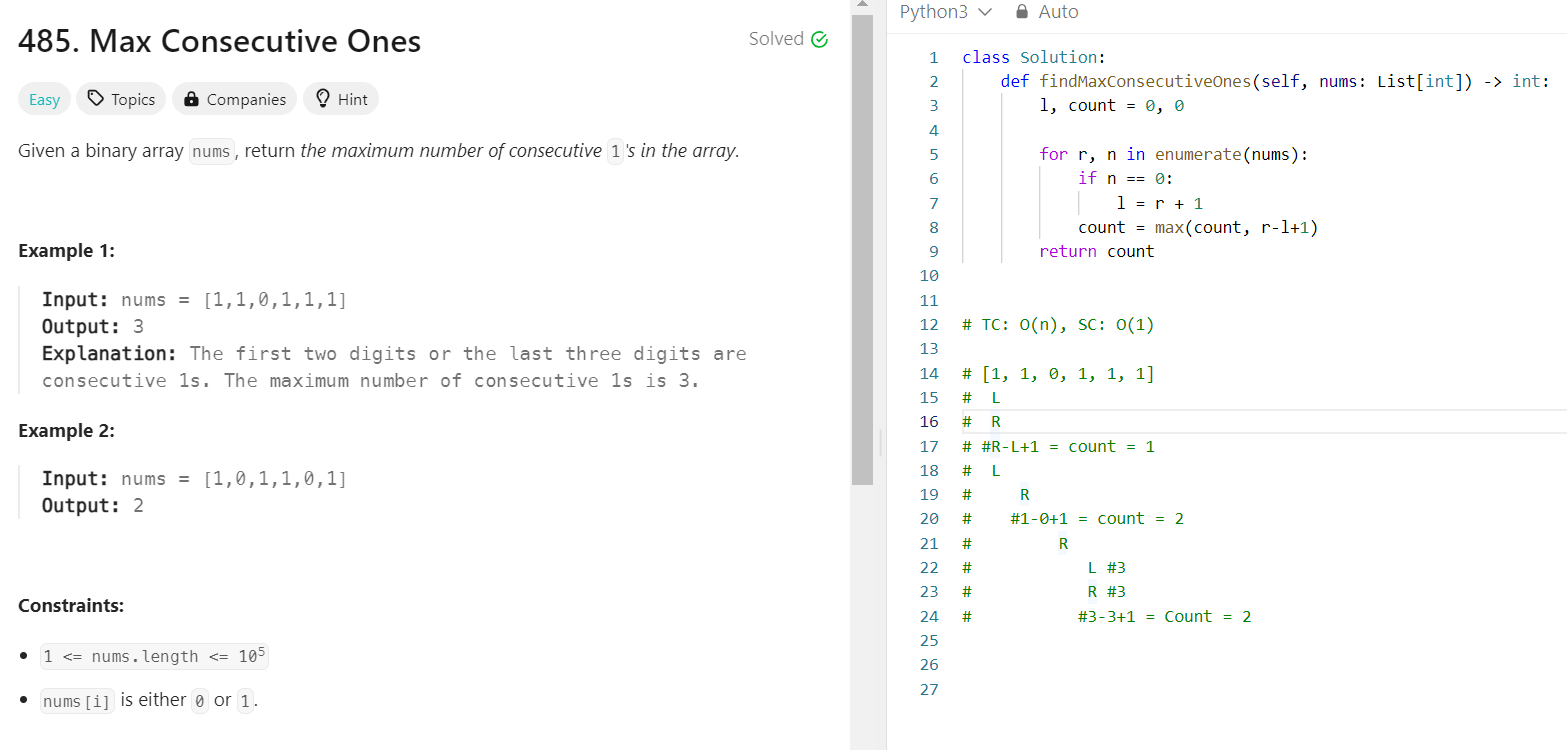 485. Max Consecutive Ones
Solved
Easy
Topics
Companies
Hint
Given a binary array nums, return the maximum number of consecutive 1's in the array.
Example 1:
Input: nums = [1,1,0,1,1,1]
Output: 3
Explanation: The first two digits or the last three digits are
consecutive 1s. The maximum number of consecutive 1s is 3.
Example 2:
Input: nums = [1,0,1,1,0,1]
Output: 2
Constraints:
• 1 <= nums.length <= 10⁵
• nums[i] is either 0 or 1.
Python3
Auto
1 class Solution:
2     def findMaxConsecutiveOnes(self, nums: List[int]) -> int:
3         l, count = 0, 0
4
5         for r, n in enumerate(nums):
6             if n == 0:
7                 l = r + 1
8             count = max(count, r-l+1)
9         return count
10
11
12 # TC: O(n), SC: O(1)
13
14 # [1, 1, 0, 1, 1, 1]
15 #  L
16 #  R
17 # #R-L+1 = count = 1
18 #  L
19 #     R
20 #    #1-0+1 = count = 2
21 #         R
22 #            L #3
23 #            R #3
24 #           #3-3+1 = Count = 2
25
26
27